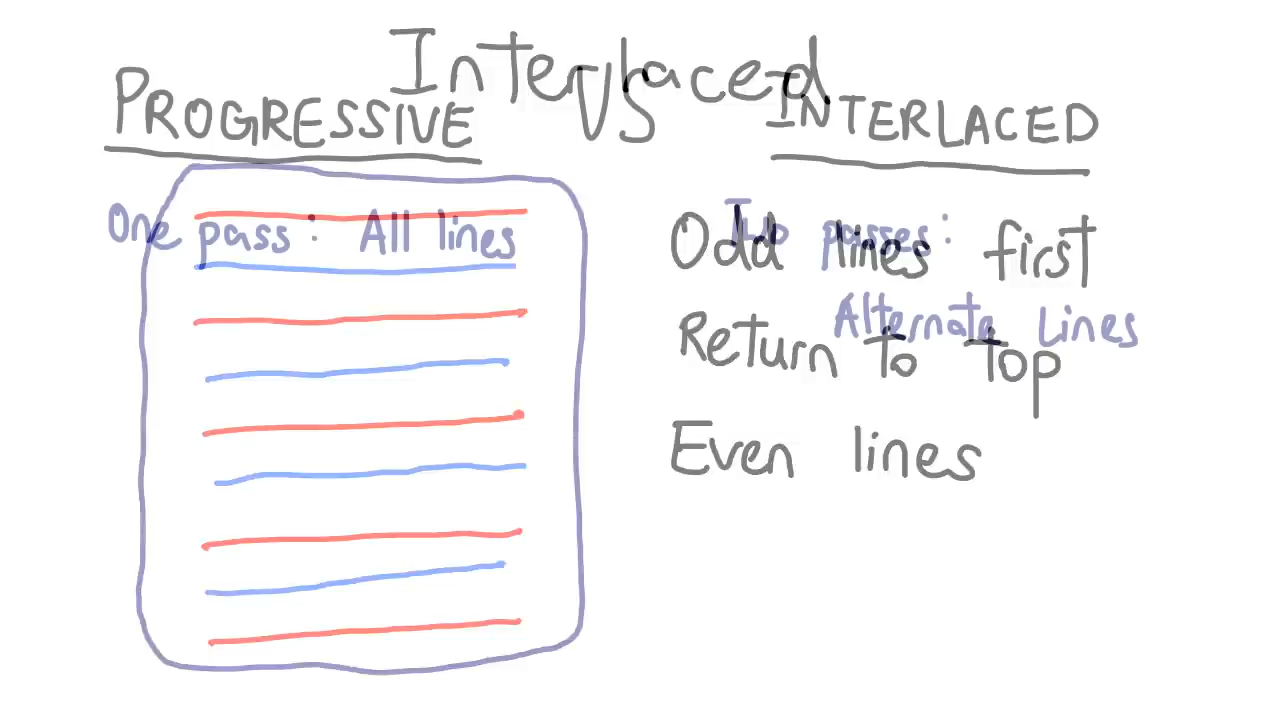 Interlaced
PROGRESSIVE VS INTERLACED
One pass: All lines
Two passes:
Alternate Lines
Odd lines first
Return to top
Even lines